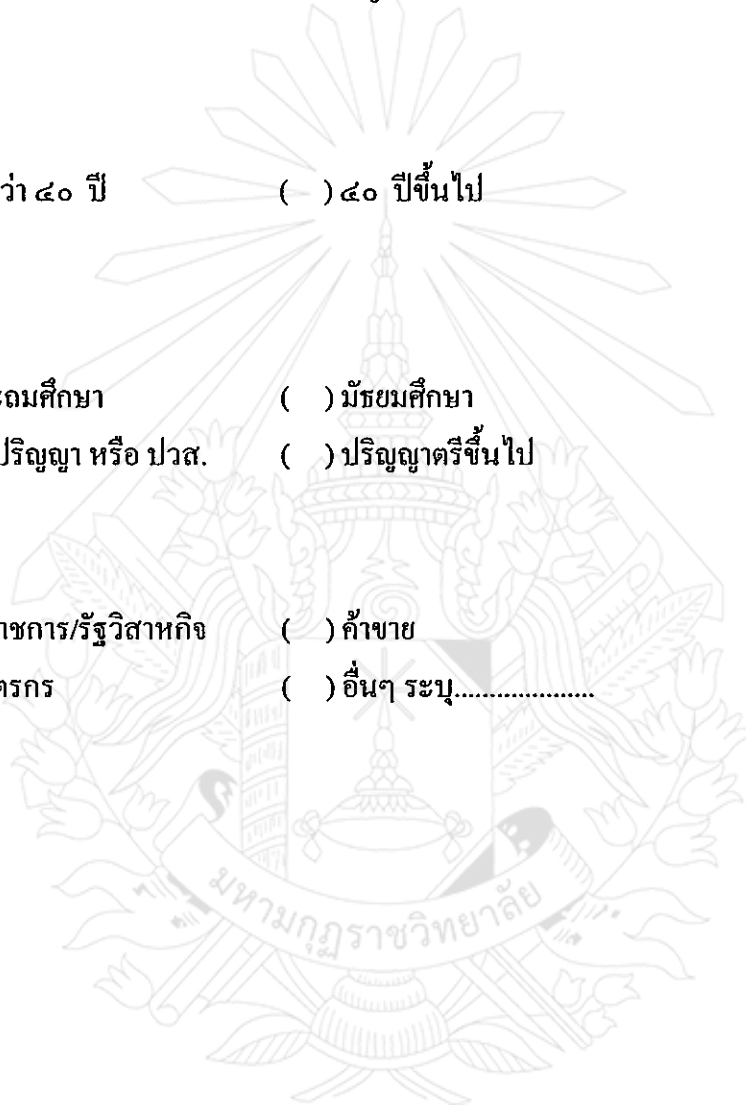 ว่า ๔๐ ปี ( ) ๔๐ ปีขึ้นไป
ะถมศึกษา ( ) มัธยมศึกษา
ปริญญา หรือ ปวส. ( ) ปริญญาตรีขึ้นไป
าชการ/รัฐวิสาหกิจ ( ) ค้าขาย
ตรกร ( ) อื่นๆ ระบุ....................
มหามกุฏราชวิทยาลัย